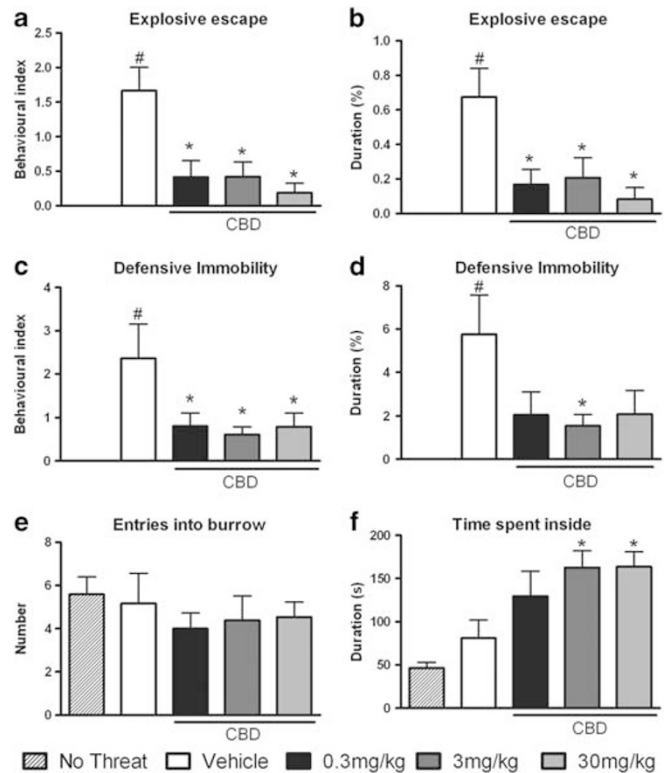 a Explosive escape
Behavioural index
2.0
1.5
1.0
0.5
0.0
#
* * *
CBD
b Explosive escape
Duration (%)
0.8
0.6
0.4
0.2
0.0
#
* * *
CBD
c Defensive Immobility
Behavioural index
4
3
2
1
0
#
* * *
CBD
d Defensive Immobility
Duration (%)
8
6
4
2
0
#
*
CBD
e Entries into burrow
Number
8
6
4
2
0
CBD
f Time spent inside
Duration (s)
200
150
100
50
0
* *
CBD
No Threat Vehicle 0.3mg/kg 3mg/kg 30mg/kg